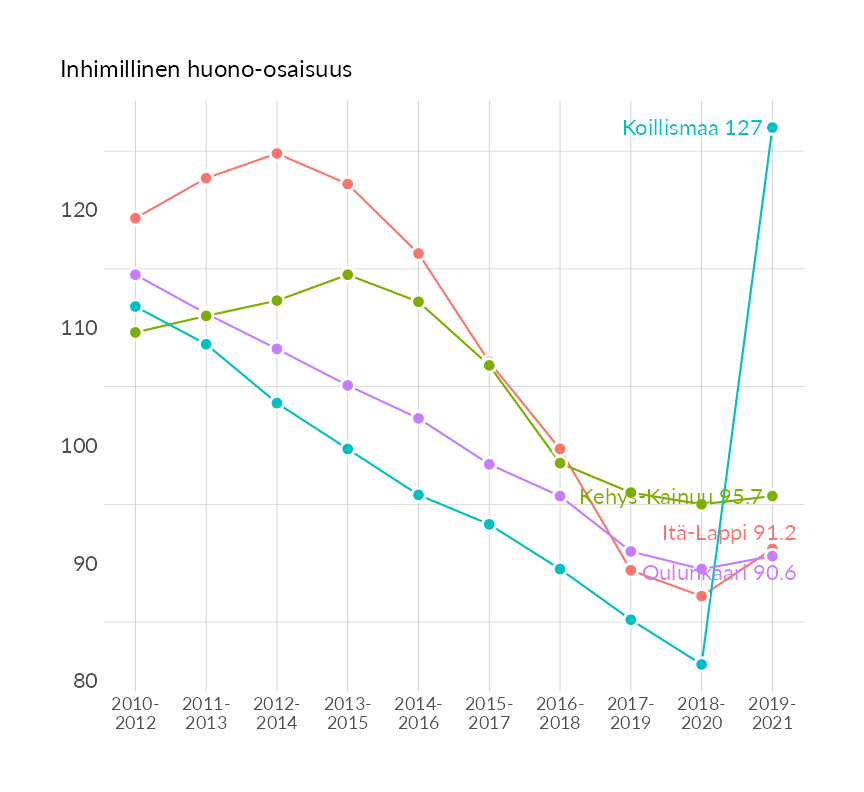 Inhimillinen huono-osaisuus
Koillismaa 127
120
110
100
Kehys-Kainuu 95.7
Itä-Lappi 91.2
90
Oulunkaari 90.6
80
2010- 2011- 2012- 2013- 2014- 2015- 2016- 2017- 2018- 2019-
2012 2013 2014 2015 2016 2017 2018 2019 2020 2021